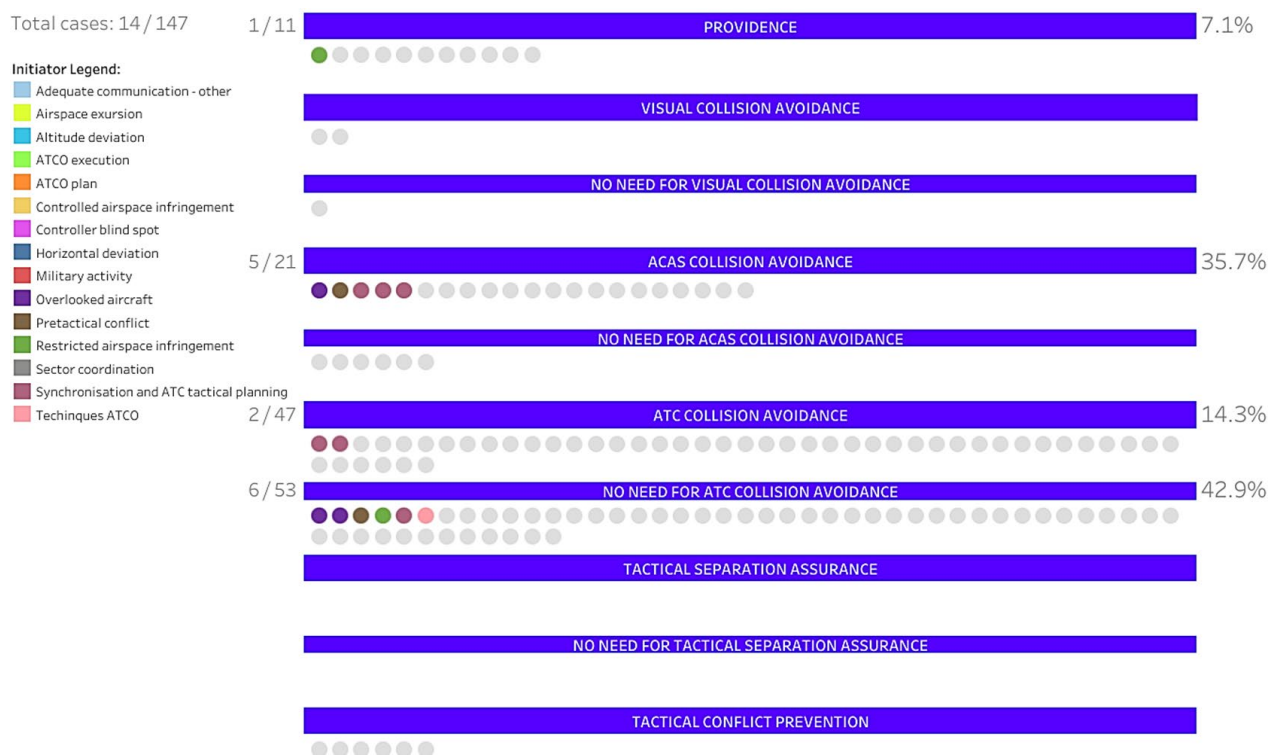 Total cases: 14 / 147
1 / 11
PROVIDENCE
7.1%
Initiator Legend:
Adequate communication - other
Airspace exursion
Altitude deviation
ATCO execution
ATCO plan
Controlled airspace infringement
Controller blind spot
Horizontal deviation
Military activity
Overlooked aircraft
Pretactical conflict
Restricted airspace infringement
Sector coordination
Synchronisation and ATC tactical planning
Techinques ATCO
VISUAL COLLISION AVOIDANCE
NO NEED FOR VISUAL COLLISION AVOIDANCE
5 / 21
ACAS COLLISION AVOIDANCE
35.7%
NO NEED FOR ACAS COLLISION AVOIDANCE
2 / 47
ATC COLLISION AVOIDANCE
14.3%
6 / 53
NO NEED FOR ATC COLLISION AVOIDANCE
42.9%
TACTICAL SEPARATION ASSURANCE
NO NEED FOR TACTICAL SEPARATION ASSURANCE
TACTICAL CONFLICT PREVENTION